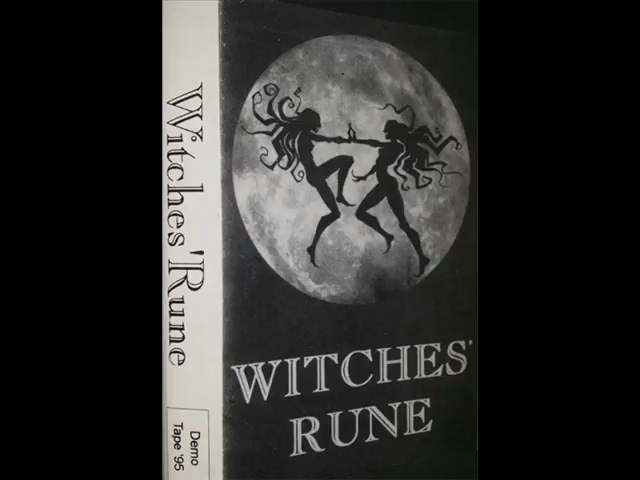 Witches' Rune
Demo
Tape '95
WITCHES'
RUNE